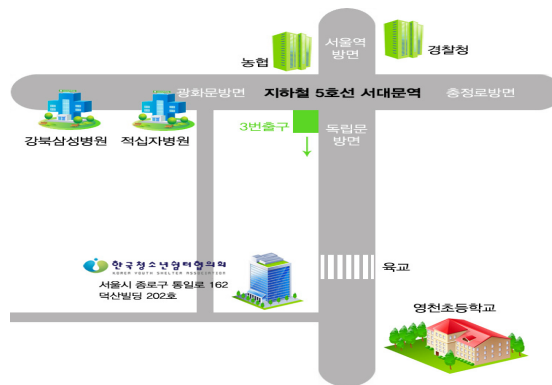 농협
서울역
방면
경찰청
광화문방면
지하철 5호선 서대문역
충정로방면
강북삼성병원
적십자병원
3번출구
독립문
방면
한국청소년쉼터협의회
KOREA YOUTH SHELTER ASSOCIATION
서울시 종로구 통일로 162
덕산빌딩 202호
육교
영천초등학교